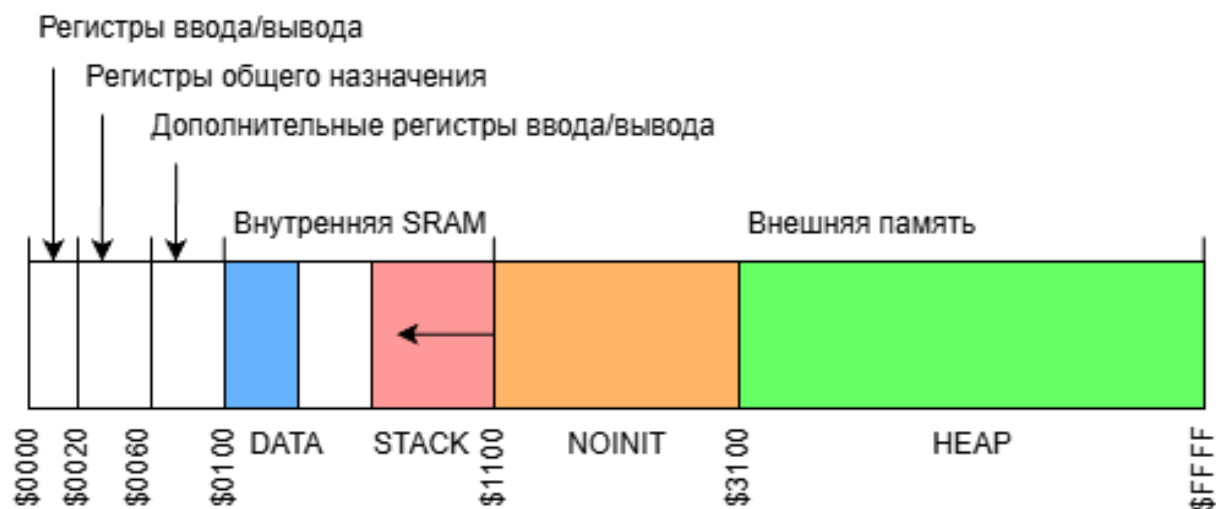 Регистры ввода/вывода
Регистры общего назначения
Дополнительные регистры ввода/вывода
Внутренняя SRAM
Внешняя память
DATA
STACK
NOINIT
HEAP
$0000
$0020
$0060
$0100
$1100
$3100
$FFFF